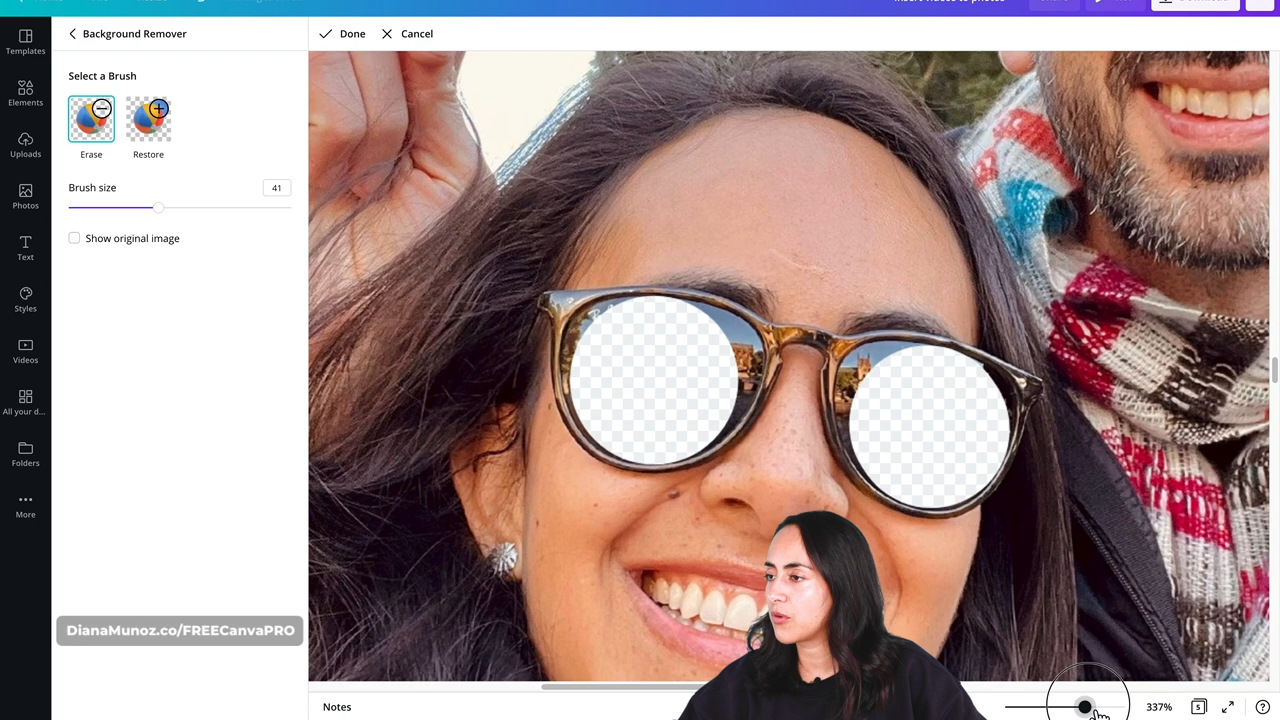 Background Remover
Done
Cancel
Templates
Elements
Uploads
Photos
Text
Styles
Videos
All your d...
Folders
More
Select a Brush
Erase
Restore
Brush size
41
Show original image
DianaMunoz.co/FREECanvaPRO
Notes
337%
5